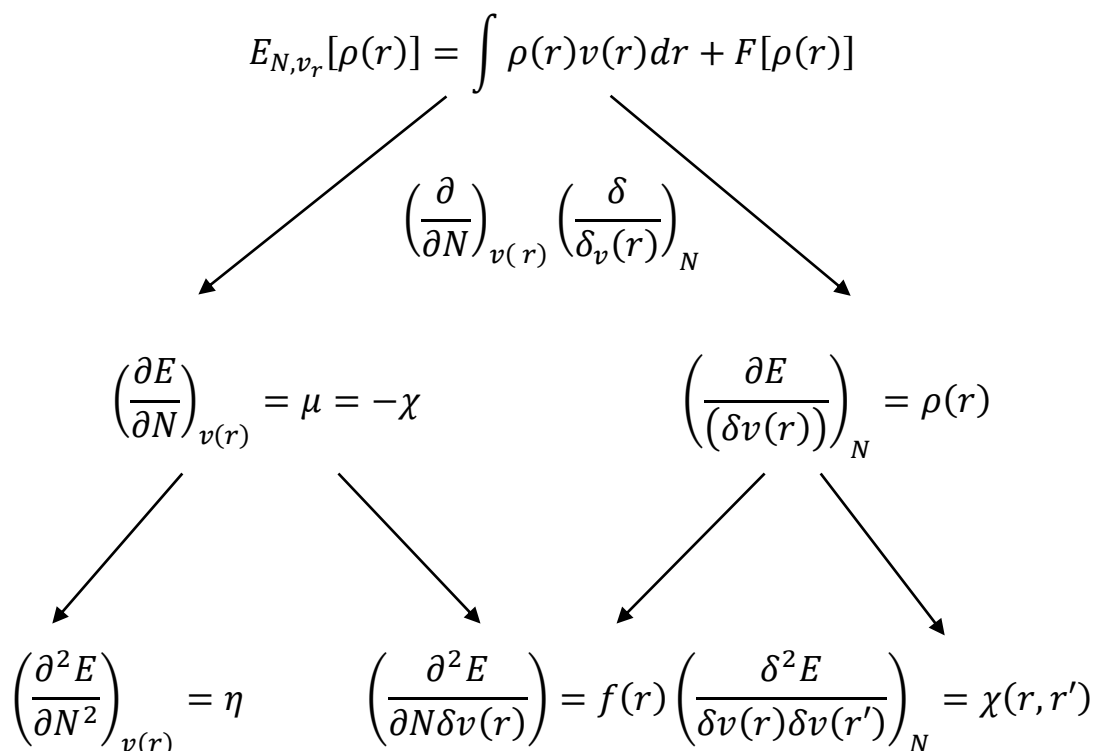 E_{N,v_r}[ρ(r)] = ∫ ρ(r)v(r)dr + F[ρ(r)]
(∂/∂N)_{v( r)} (δ/δ_v(r))_N
(∂E/∂N)_{v(r)} = μ = −χ
(∂E/(δv(r)))_N = ρ(r)
(∂²E/∂N²)_{v(r)} = η
(∂²E/∂Nδv(r)) = f(r)
(δ²E/δv(r)δv(r′))_N = χ(r, r′)